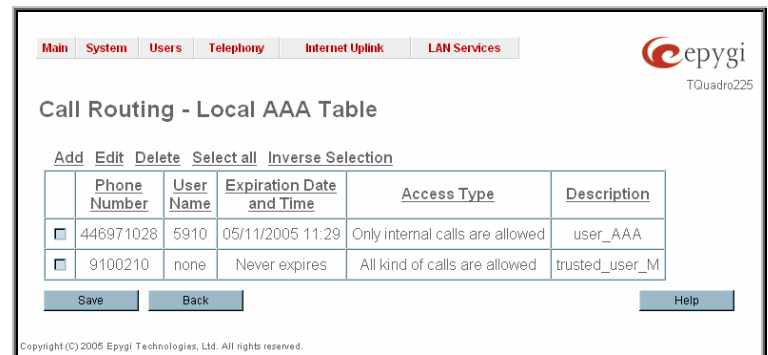 Main System Users Telephony Internet Uplink LAN Services
epygi
TQuadro225
Call Routing - Local AAA Table
Add Edit Delete Select all Inverse Selection
Phone Number User Name Expiration Date and Time Access Type Description
446971028 5910 05/11/2005 11:29 Only internal calls are allowed user_AAA
9100210 none Never expires All kind of calls are allowed trusted_user_M
Save Back Help
Copyright (C) 2005 Epygi Technologies, Ltd. All rights reserved.